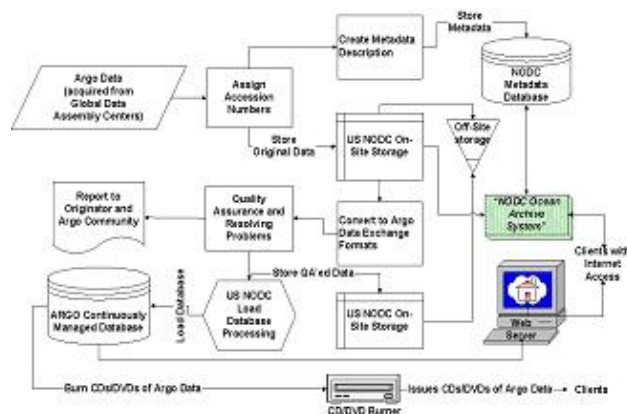 Store
Metadata
Create Metadata
Description
Argo Data
(acquired from
Global Data
Assembly Centers)
Assign
Accession
Numbers
NODC
Metadata
Database
Store
Original Data
US NODC On-
Site Storage
Off-Site
storage
Report to
Originator and
Argo Community
Quality
Assurance and
Resolving
Problems
Convert to Argo
Data Exchange
Formats
"NODC Ocean
Archive
System"
Clients with
Internet
Access
Store QA'ed Data
ARGO Continuously
Managed Database
Load Database
US NODC
Load
Database
Processing
US NODC On-
Site Storage
Web
Server
Burn CDs/DVDs of Argo Data
CD/DVD Burner
Issues CDs/DVDs of Argo Data
Clients